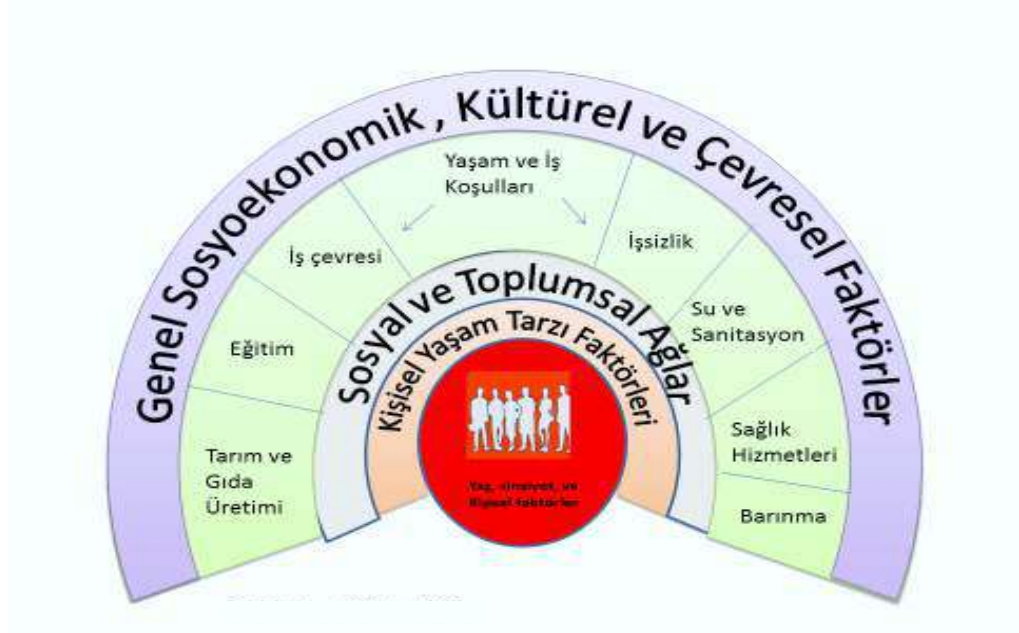 Genel Sosyoekonomik , Kültürel ve Çevresel Faktörler
Yaşam ve İş
Koşulları
İş çevresi
İşsizlik
Eğitim
Su ve
Sanitasyon
Tarım ve
Gıda
Üretimi
Sağlık
Hizmetleri
Barınma
Sosyal ve Toplumsal Ağlar
Kişisel Yaşam Tarzı Faktörleri
Yaş, cinsiyet, ve
Kişisel faktörler